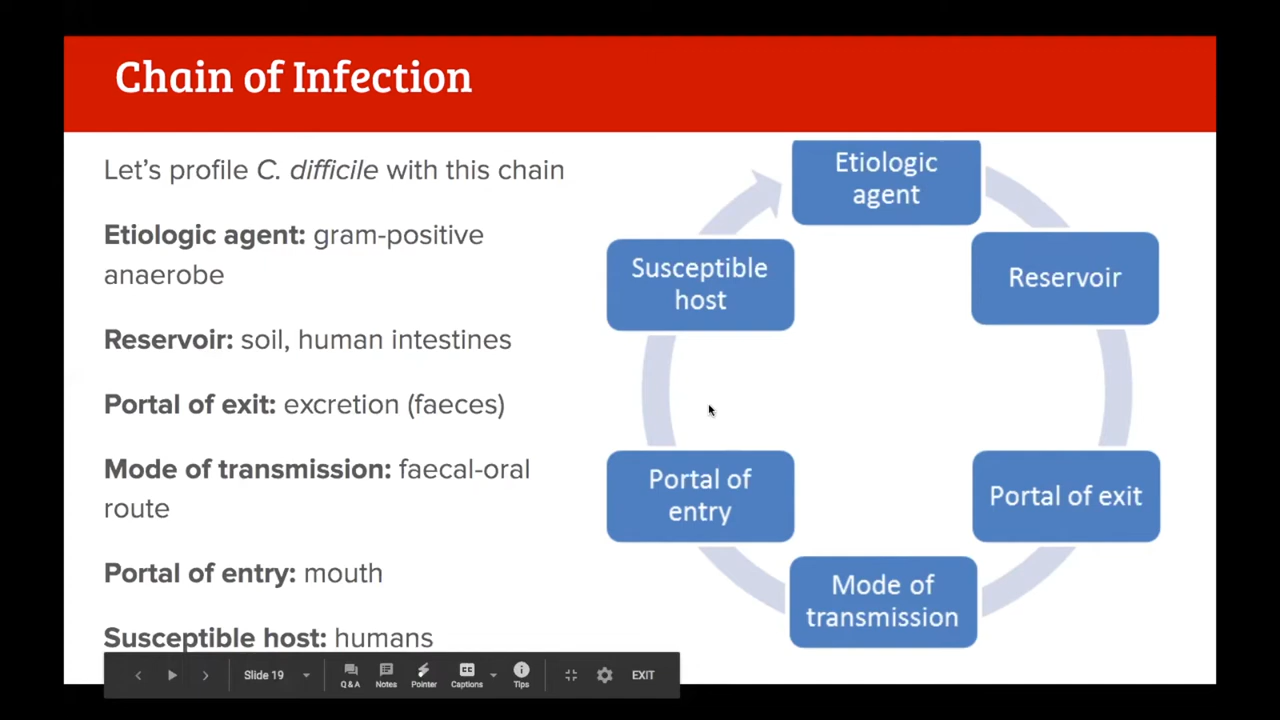 Chain of Infection
Let’s profile C. difficile with this chain
Etiologic agent: gram-positive
anaerobe
Reservoir: soil, human intestines
Portal of exit: excretion (faeces)
Mode of transmission: faecal-oral
route
Portal of entry: mouth
Susceptible host: humans
Etiologic
agent
Reservoir
Portal of exit
Mode of
transmission
Portal of
entry
Susceptible
host
Slide 19
Q & A
Notes
Pointer
CC
Captions
Tips
EXIT